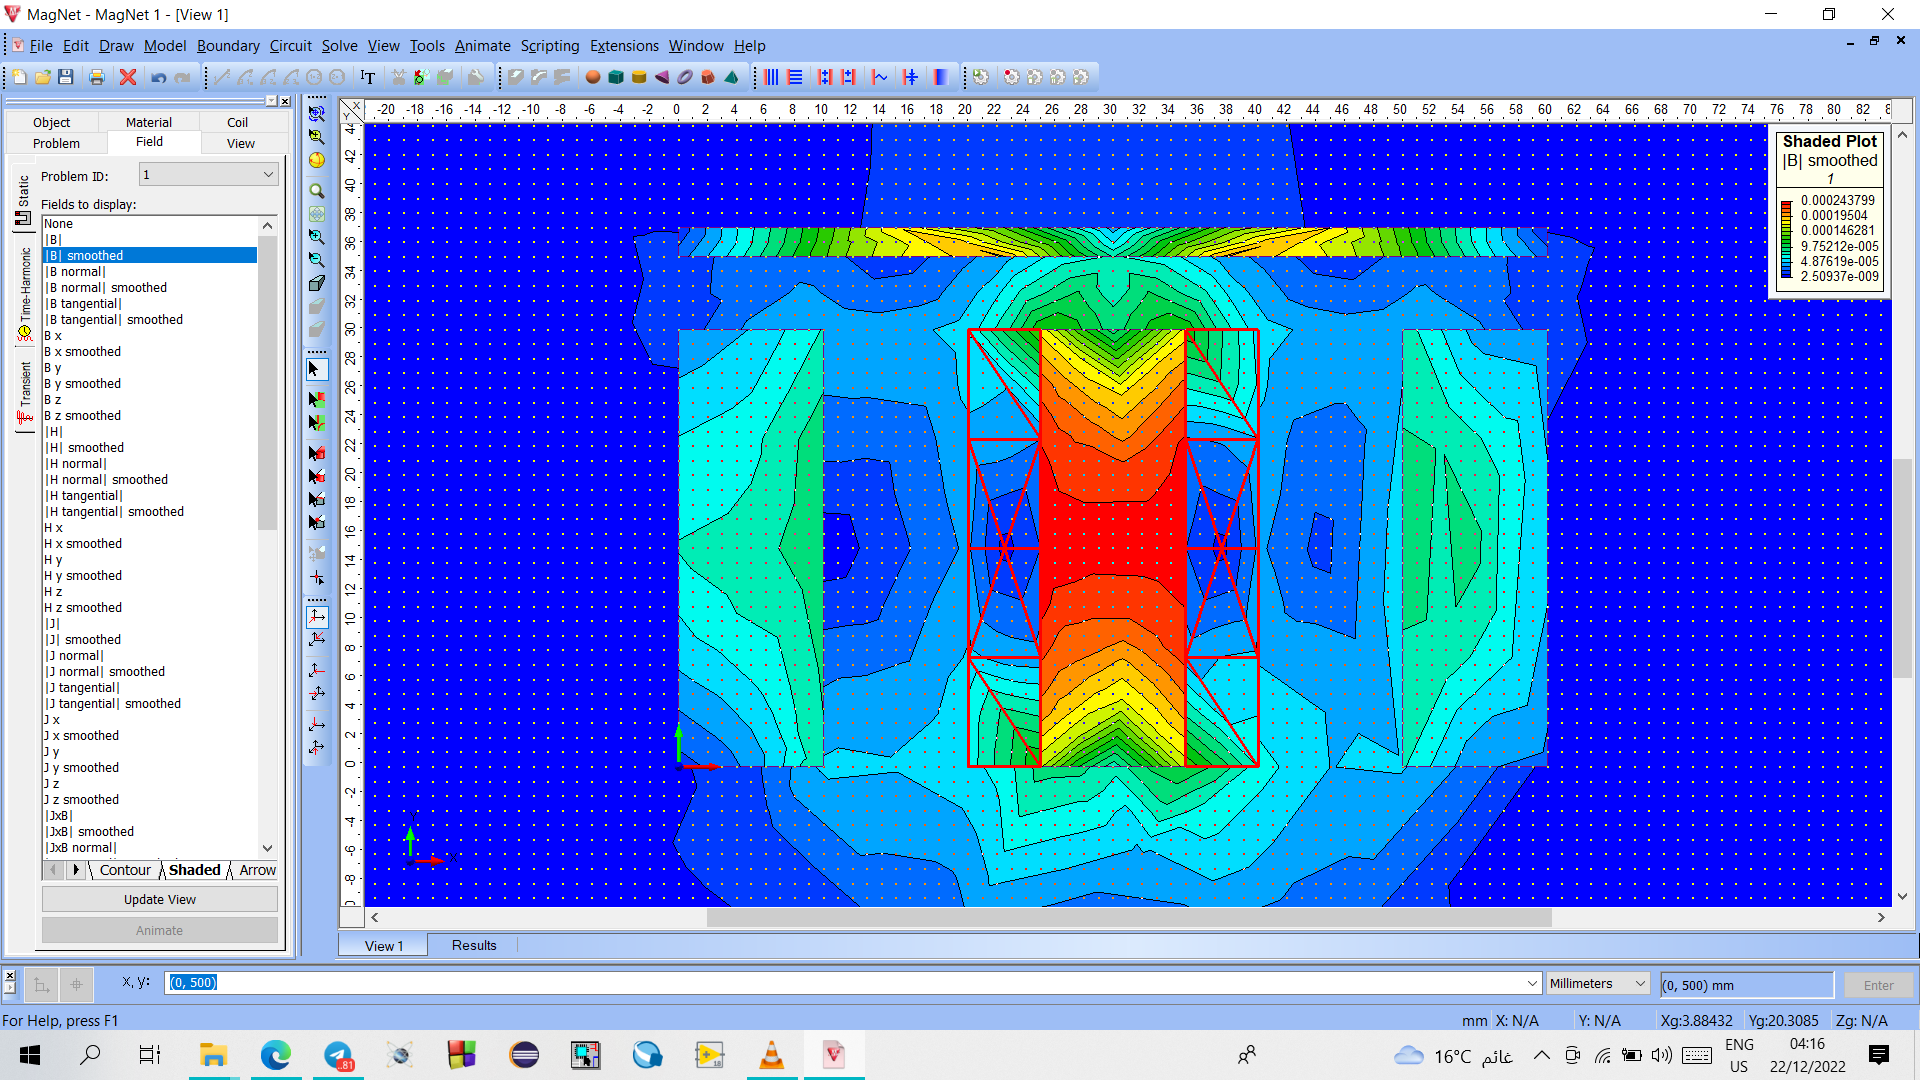 MagNet - MagNet 1 - [View 1]
File Edit Draw Model Boundary Circuit Solve View Tools Animate Scripting Extensions Window Help
Object Material Coil
Problem Field View
Problem ID: 1
Fields to display:
Static
Time-Harmonic
Transient
None
|B|
|B| smoothed
|B normal|
|B normal| smoothed
|B tangential|
|B tangential| smoothed
B x
B x smoothed
B y
B y smoothed
B z
B z smoothed
|H|
|H| smoothed
|H normal|
|H normal| smoothed
|H tangential|
|H tangential| smoothed
H x
H x smoothed
H y
H y smoothed
H z
H z smoothed
|J|
|J| smoothed
|J normal|
|J normal| smoothed
|J tangential|
|J tangential| smoothed
J x
J x smoothed
J y
J y smoothed
J z
J z smoothed
|JxB|
|JxB| smoothed
|JxB normal|
Contour Shaded Arrow
Update View
Animate
X
Y
-20 -18 -16 -14 -12 -10 -8 -6 -4 -2 0 2 4 6 8 10 12 14 16 18 20 22 24 26 28 30 32 34 36 38 40 42 44 46 48 50 52 54 56 58 60 62 64 66 68 70 72 74 76 78 80 82
44
42
40
38
36
34
32
30
28
26
24
22
20
18
16
14
12
10
8
6
4
2
0
-2
-4
-6
-8
Shaded Plot
|B| smoothed
1
0.000243799
0.00019504
0.000146281
9.75212e-005
4.87619e-005
2.50937e-009
View 1 Results
x, y: (0, 500) Millimeters (0, 500) mm Enter
For Help, press F1 mm X: N/A Y: N/A Xg:3.88432 Yg:20.3085 Zg: N/A
..81
16°C غائم
ENG
US
04:16
22/12/2022